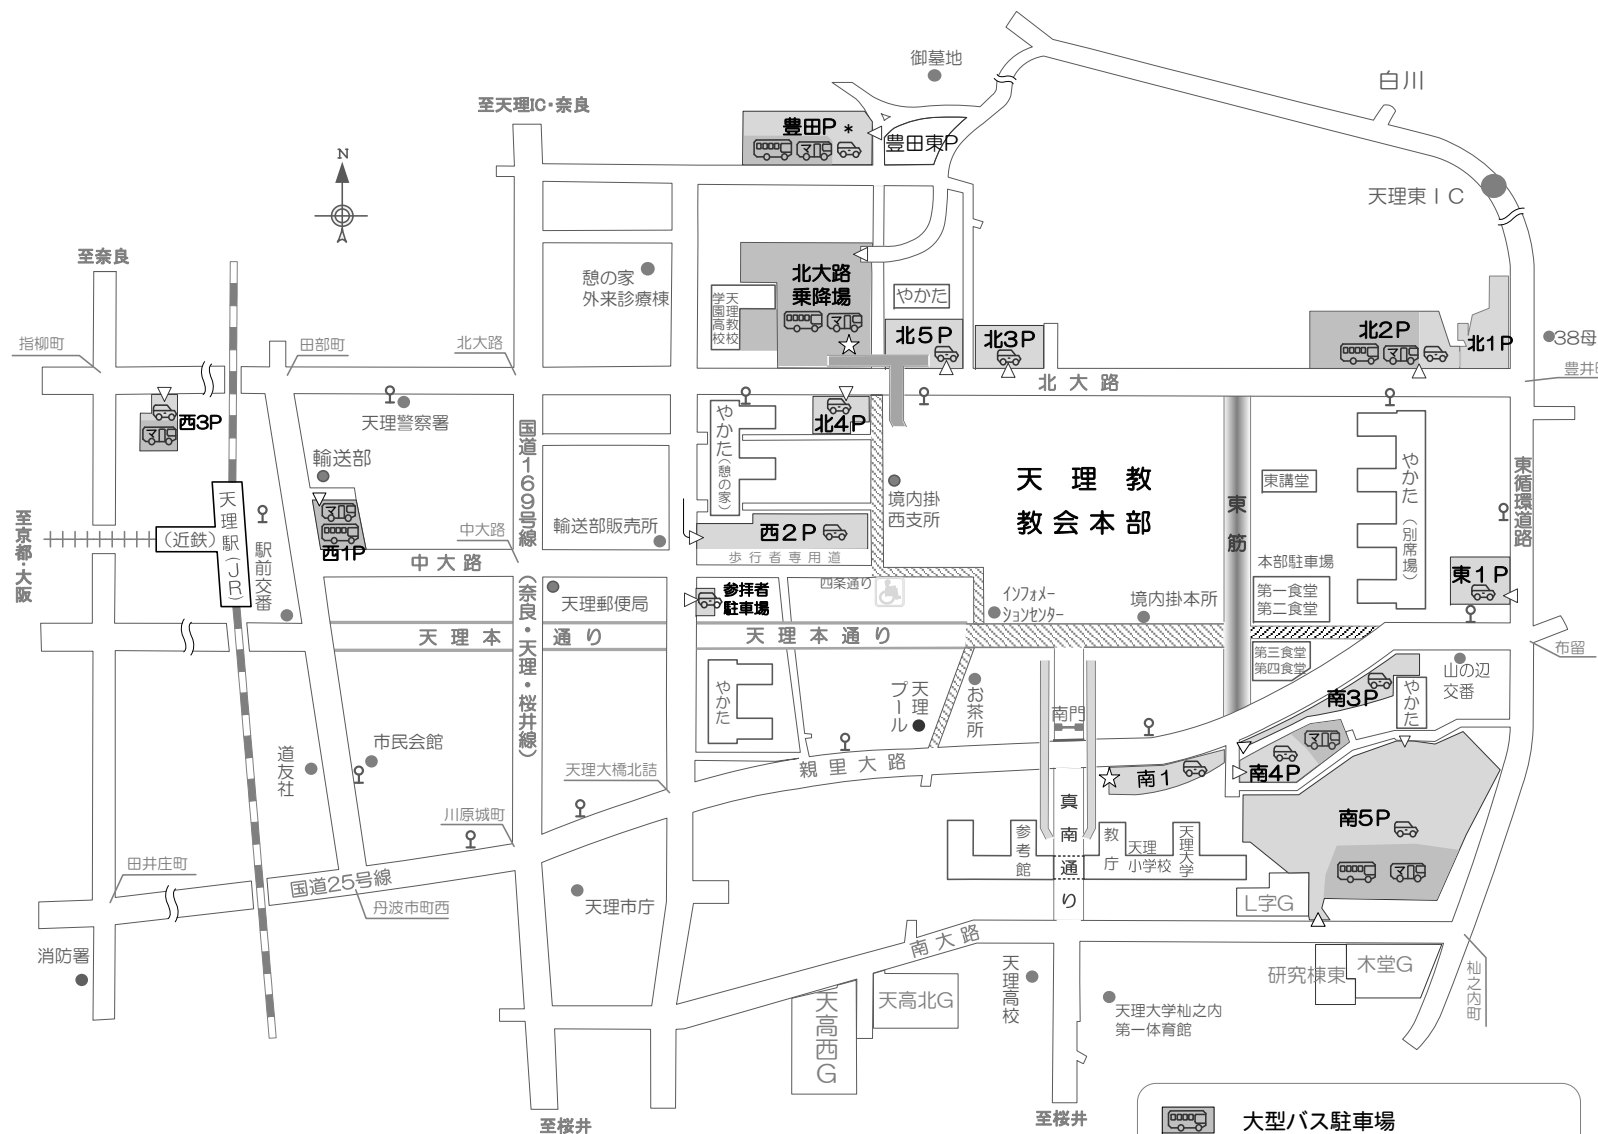 御墓地
白川
至天理IC・奈良
N
豊田P *
豊田東P
マ
天理東IC
至奈良
憩の家
外来診療棟
北大路
乗降場
マ
天理教校
学園高校
やかた
北5P
北3P
北2P
マ
北1P
38母
豊井
指柳町
田部町
北大路
北大路
西3P
マ
天理警察署
国道169号線
(奈良・天理・桜井線)
やかた
(憩の家)
北4P
輸送部
マ
西1P
境内掛
西支所
天理教
教会本部
東筋
東講堂
やかた
(別席場)
東循環道路
至京都・大阪
天理駅(JR)
(近鉄)
駅前交番
中大路
中大路
輸送部販売所
西2P
歩行者専用道
本部駐車場
第一食堂
第二食堂
東1P
参拝者
駐車場
四条通り
インフォメー
ションセンター
境内掛本所
天理郵便局
天理本通り
天理本通り
第三食堂
第四食堂
布留
山の辺
交番
やかた
天理
プール
お茶所
南門
南3P
やかた
マ
南4P
市民会館
道友社
天理大橋北詰
親里大路
南1
川原城町
真南通り
南5P
マ
参考館
教庁
天理
小学校
天理大学
田井庄町
国道25号線
丹波市町西
天理市庁
L字G
消防署
南大路
天理高校
研究棟東
木堂G
杣之内町
天高西G
天高北G
天理大学杣之内
第一体育館
至桜井
至桜井
大型バス駐車場